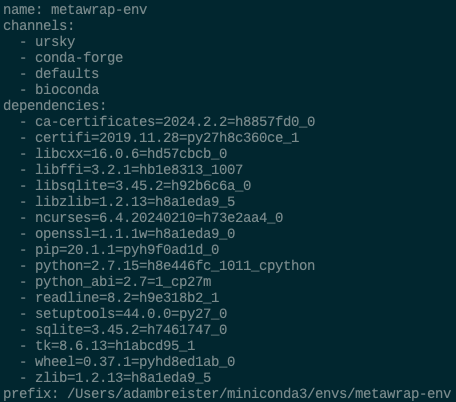 name: metawrap-env
channels:
  - ursky
  - conda-forge
  - defaults
  - bioconda
dependencies:
  - ca-certificates=2024.2.2=h8857fd0_0
  - certifi=2019.11.28=py27h8c360ce_1
  - libcxx=16.0.6=hd57cbcb_0
  - libffi=3.2.1=hb1e8313_1007
  - libsqlite=3.45.2=h92b6c6a_0
  - libzlib=1.2.13=h8a1eda9_5
  - ncurses=6.4.20240210=h73e2aa4_0
  - openssl=1.1.1w=h8a1eda9_0
  - pip=20.1.1=pyh9f0ad1d_0
  - python=2.7.15=h8e446fc_1011_cpython
  - python_abi=2.7=1_cp27m
  - readline=8.2=h9e318b2_1
  - setuptools=44.0.0=py27_0
  - sqlite=3.45.2=h7461747_0
  - tk=8.6.13=h1abcd95_1
  - wheel=0.37.1=pyhd8ed1ab_0
  - zlib=1.2.13=h8a1eda9_5
prefix: /Users/adambreister/miniconda3/envs/metawrap-env